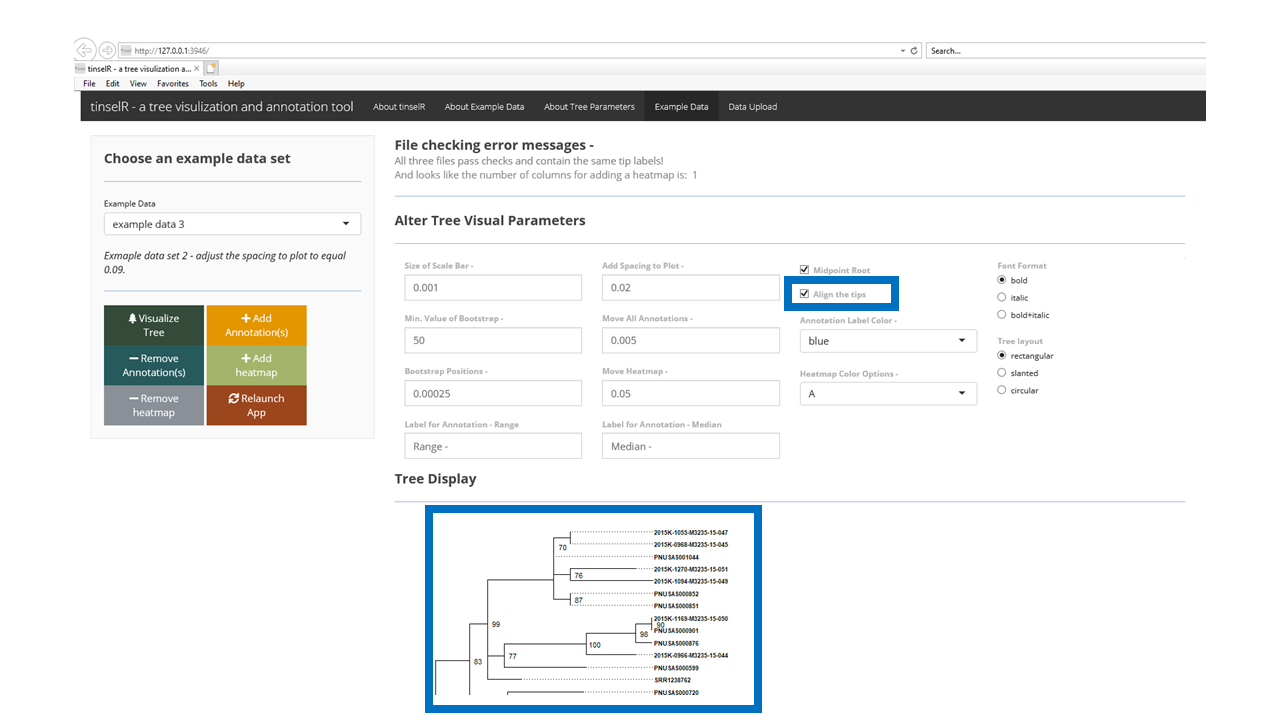 http://127.0.0.1:3946/
Search...
tinselR - a tree visulization a...
File Edit View Favorites Tools Help
tinselR - a tree visulization and annotation tool About tinselR About Example Data About Tree Parameters Example Data Data Upload
Choose an example data set
Example Data
example data 3
Exmaple data set 2 - adjust the spacing to plot to equal
0.09.
Visualize
Tree
Add
Annotation(s)
Remove
Annotation(s)
Add
heatmap
Remove
heatmap
Relaunch
App
File checking error messages -
All three files pass checks and contain the same tip labels!
And looks like the number of columns for adding a heatmap is: 1
Alter Tree Visual Parameters
Size of Scale Bar -
0.001
Min. Value of Bootstrap -
50
Bootstrap Positions -
0.00025
Label for Annotation - Range
Range -
Add Spacing to Plot -
0.02
Move All Annotations -
0.005
Move Heatmap -
0.05
Label for Annotation - Median
Median -
Midpoint Root
Align the tips
Annotation Label Color -
blue
Heatmap Color Options -
A
Font Format
bold
italic
bold+italic
Tree layout
rectangular
slanted
circular
Tree Display
2015K-1055-M3235-15-047
2015K-0968-M3235-15-045
70
PNUSAS001044
2015K-1270-M3235-15-051
76
2015K-1094-M3235-15-049
PNUSAS000852
87
PNUSAS000851
2015K-1169-M3235-15-050
99
90
PNUSAS000901
98
PNUSAS000876
100
2015K-0966-M3235-15-044
77
83
PNUSAS000599
SRR1238762
PNUSAS000720